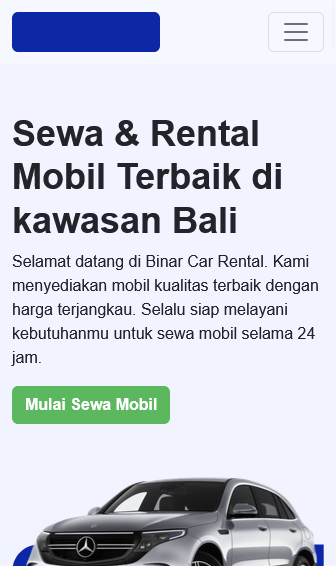 Sewa & Rental
Mobil Terbaik di
kawasan Bali
Selamat datang di Binar Car Rental. Kami
menyediakan mobil kualitas terbaik dengan
harga terjangkau. Selalu siap melayani
kebutuhanmu untuk sewa mobil selama 24
jam.
Mulai Sewa Mobil